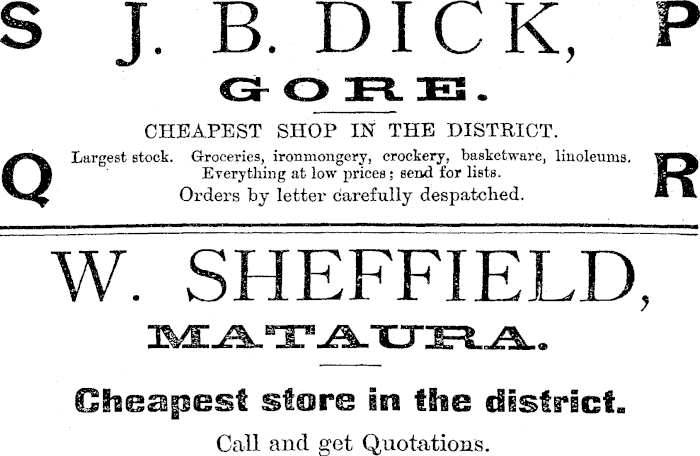 S J. B. DICK, P
GORE.
CHEAPEST SHOP IN THE DISTRICT.
Q Largest stock. Groceries, ironmongery, crockery, basketware, linoleums. R
Everything at low prices; send for lists.
Orders by letter carefully despatched.
W. SHEFFIELD,
MATAURA.
Cheapest store in the district.
Call and get Quotations.